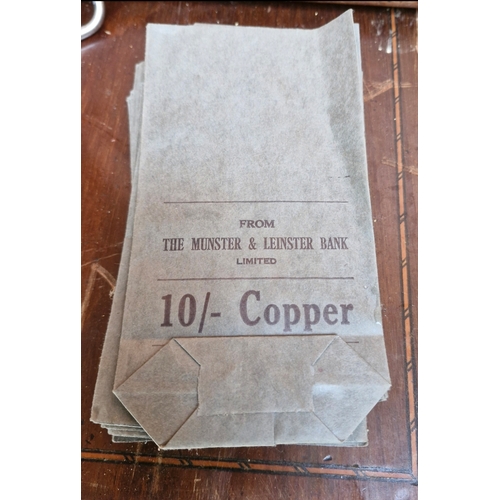 FROM
THE MUNSTER & LEINSTER BANK
LIMITED
10/- Copper